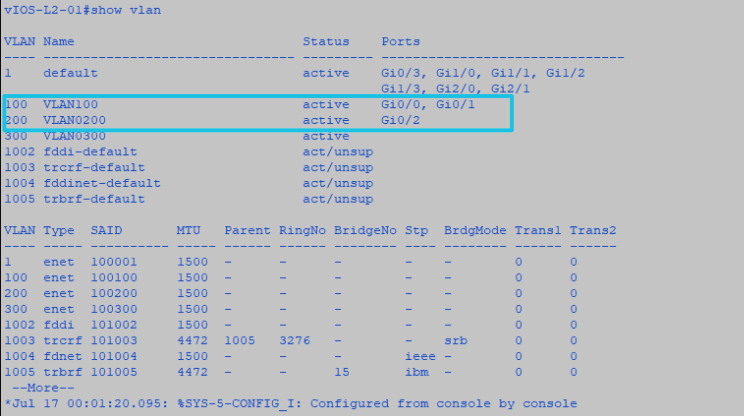 vIOS-L2-01#show vlan
VLAN Name Status Ports
---- -------------------------------- --------- -------------------------------
1 default active Gi0/3, Gi1/0, Gi1/1, Gi1/2
Gi1/3, Gi2/0, Gi2/1
100 VLAN100 active Gi0/0, Gi0/1
200 VLAN0200 active Gi0/2
300 VLAN0300 active
1002 fddi-default act/unsup
1003 trcrf-default act/unsup
1004 fddinet-default act/unsup
1005 trbrf-default act/unsup
VLAN Type SAID MTU Parent RingNo BridgeNo Stp BrdgMode Trans1 Trans2
---- ----- ---------- ----- ------ ------ -------- ---- -------- ------ ------
1 enet 100001 1500 - - - - - 0 0
100 enet 100100 1500 - - - - - 0 0
200 enet 100200 1500 - - - - - 0 0
300 enet 100300 1500 - - - - - 0 0
1002 fddi 101002 1500 - - - - - 0 0
1003 trcrf 101003 4472 1005 3276 - - srb 0 0
1004 fdnet 101004 1500 - - - ieee - 0 0
1005 trbrf 101005 4472 - - 15 ibm - 0 0
--More--
*Jul 17 00:01:20.095: %SYS-5-CONFIG_I: Configured from console by console